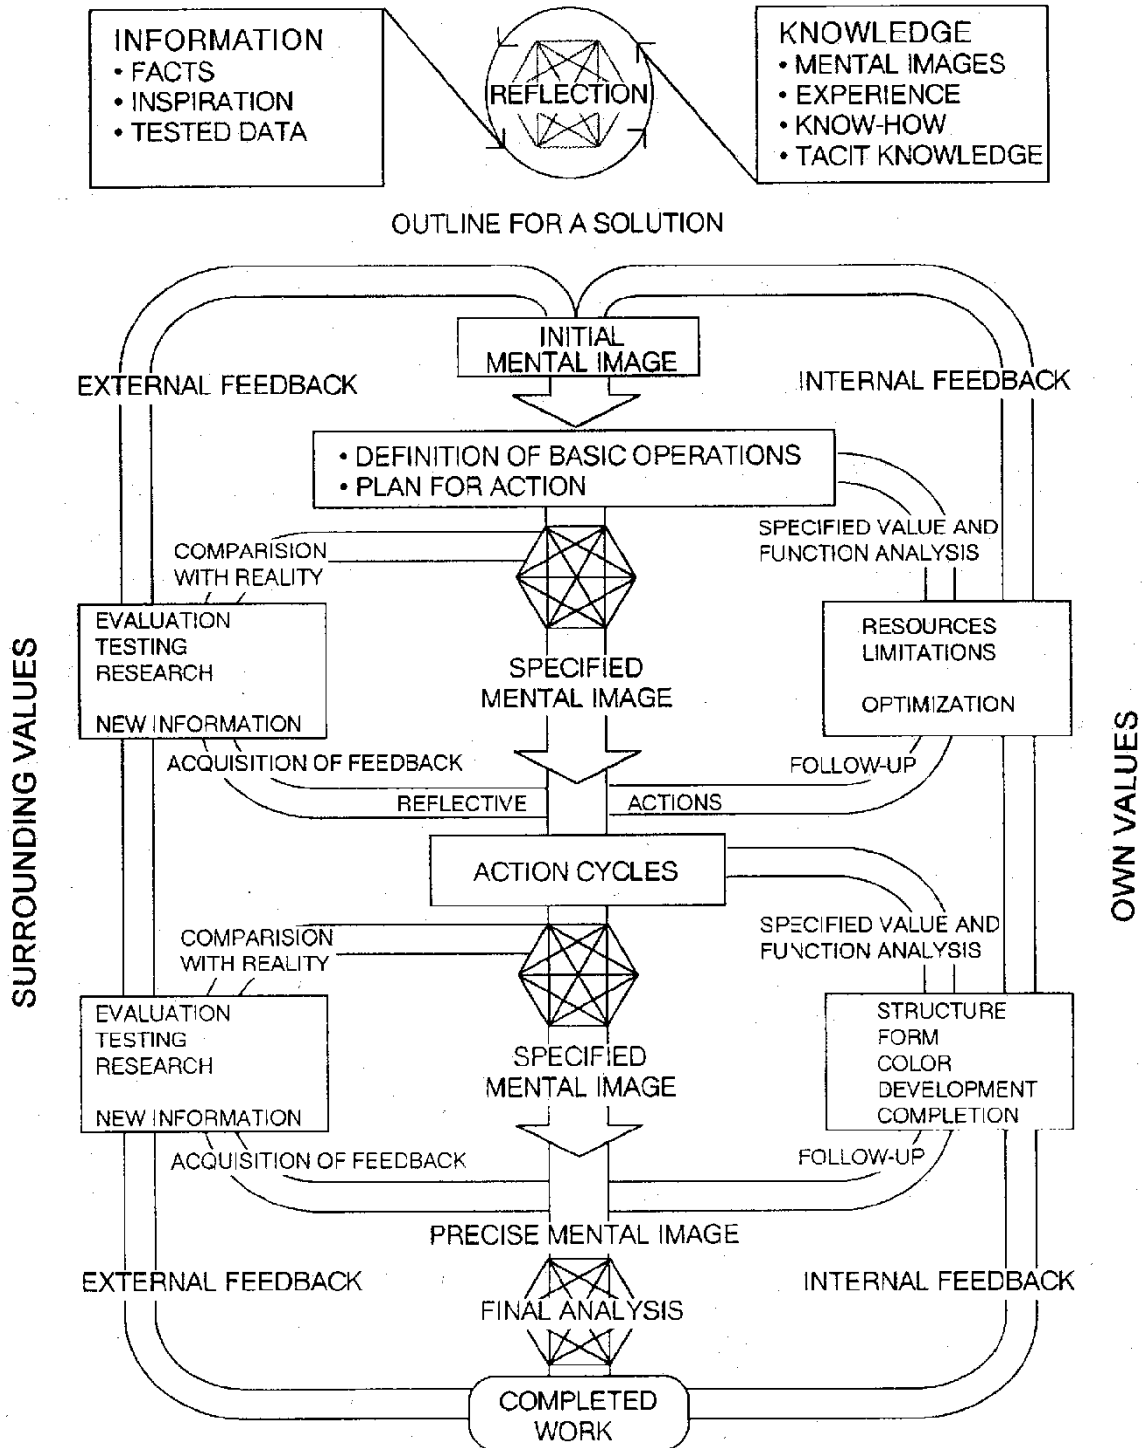 INFORMATION
• FACTS
• INSPIRATION
• TESTED DATA
REFLECTION
KNOWLEDGE
• MENTAL IMAGES
• EXPERIENCE
• KNOW-HOW
• TACIT KNOWLEDGE
OUTLINE FOR A SOLUTION
INITIAL
MENTAL IMAGE
EXTERNAL FEEDBACK
INTERNAL FEEDBACK
• DEFINITION OF BASIC OPERATIONS
• PLAN FOR ACTION
COMPARISION
WITH REALITY
SPECIFIED VALUE AND
FUNCTION ANALYSIS
EVALUATION
TESTING
RESEARCH
NEW INFORMATION
SPECIFIED
MENTAL IMAGE
RESOURCES
LIMITATIONS
OPTIMIZATION
SURROUNDING VALUES
OWN VALUES
ACQUISITION OF FEEDBACK
FOLLOW-UP
REFLECTIVE
ACTIONS
ACTION CYCLES
COMPARISION
WITH REALITY
SPECIFIED VALUE AND
FUNCTION ANALYSIS
EVALUATION
TESTING
RESEARCH
NEW INFORMATION
SPECIFIED
MENTAL IMAGE
STRUCTURE
FORM
COLOR
DEVELOPMENT
COMPLETION
ACQUISITION OF FEEDBACK
FOLLOW-UP
PRECISE MENTAL IMAGE
EXTERNAL FEEDBACK
INTERNAL FEEDBACK
FINAL ANALYSIS
COMPLETED
WORK